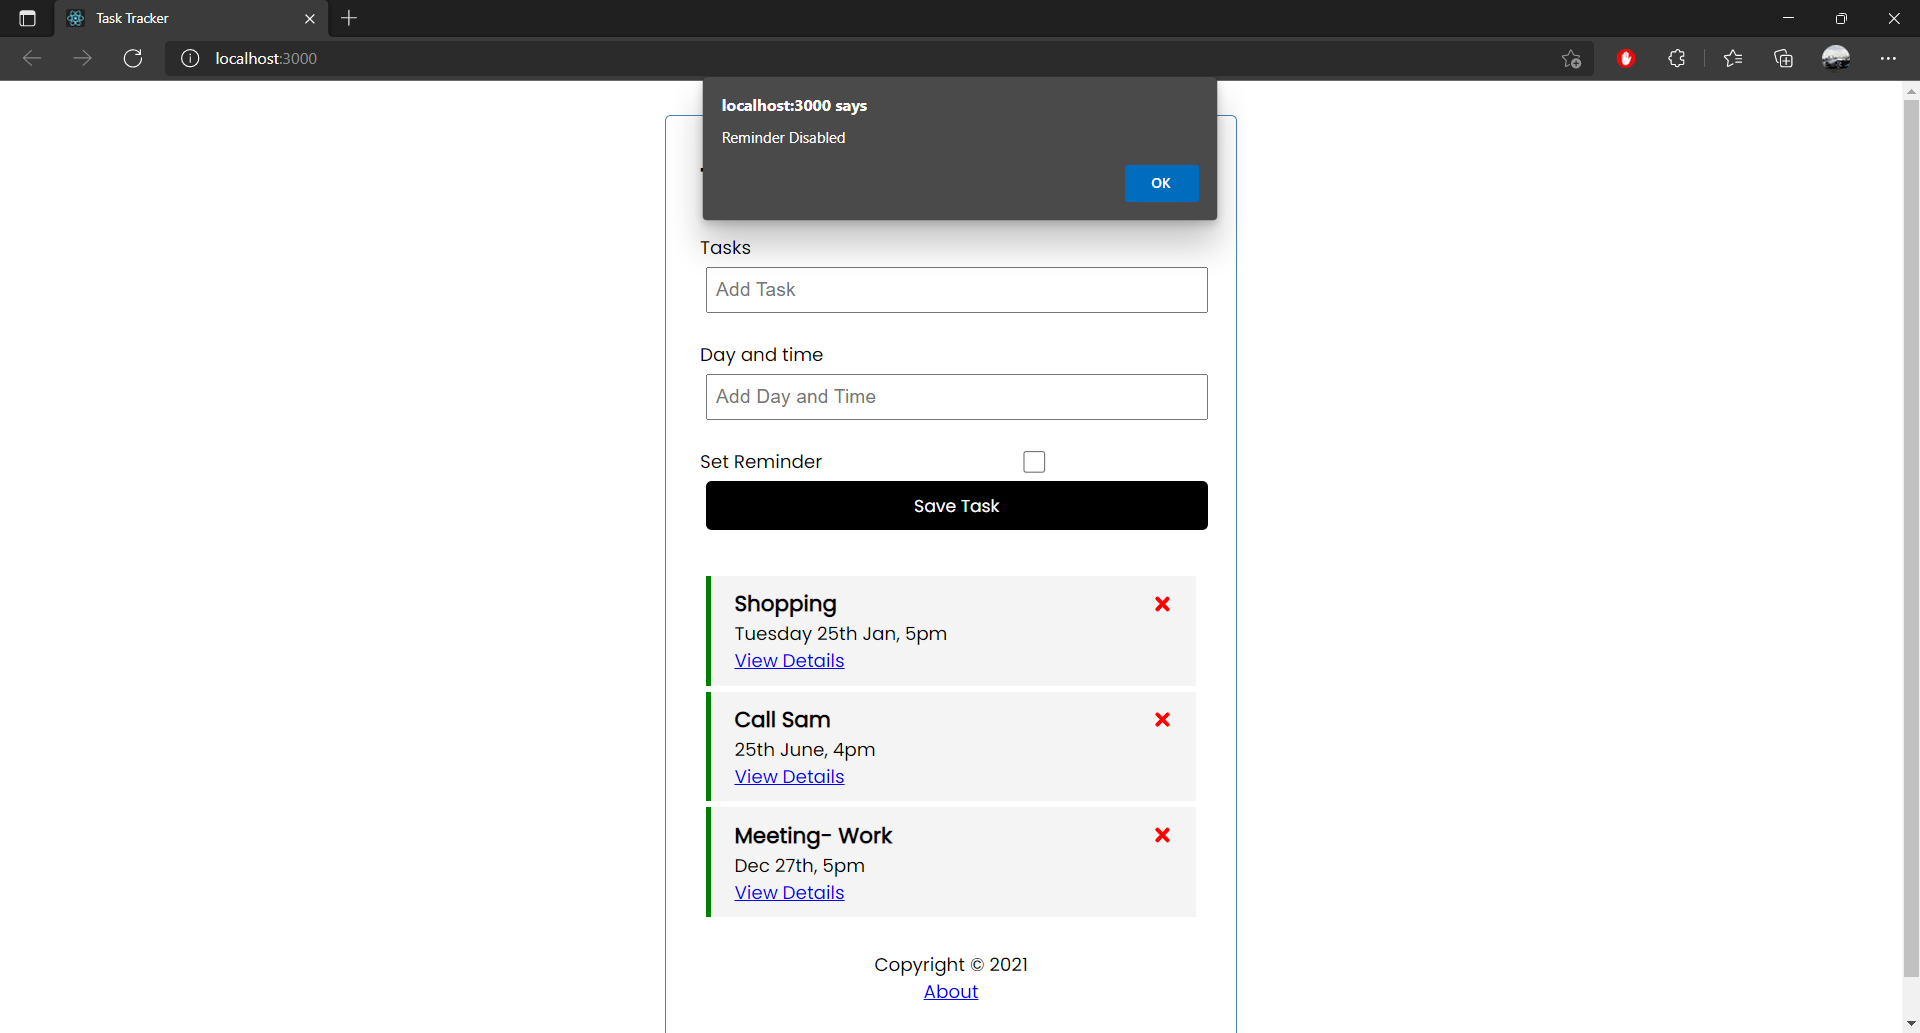 Task Tracker
localhost:3000
localhost:3000 says
Reminder Disabled
OK
Tasks
Add Task
Day and time
Add Day and Time
Set Reminder
Save Task
Shopping
Tuesday 25th Jan, 5pm
View Details
Call Sam
25th June, 4pm
View Details
Meeting- Work
Dec 27th, 5pm
View Details
Copyright © 2021
About